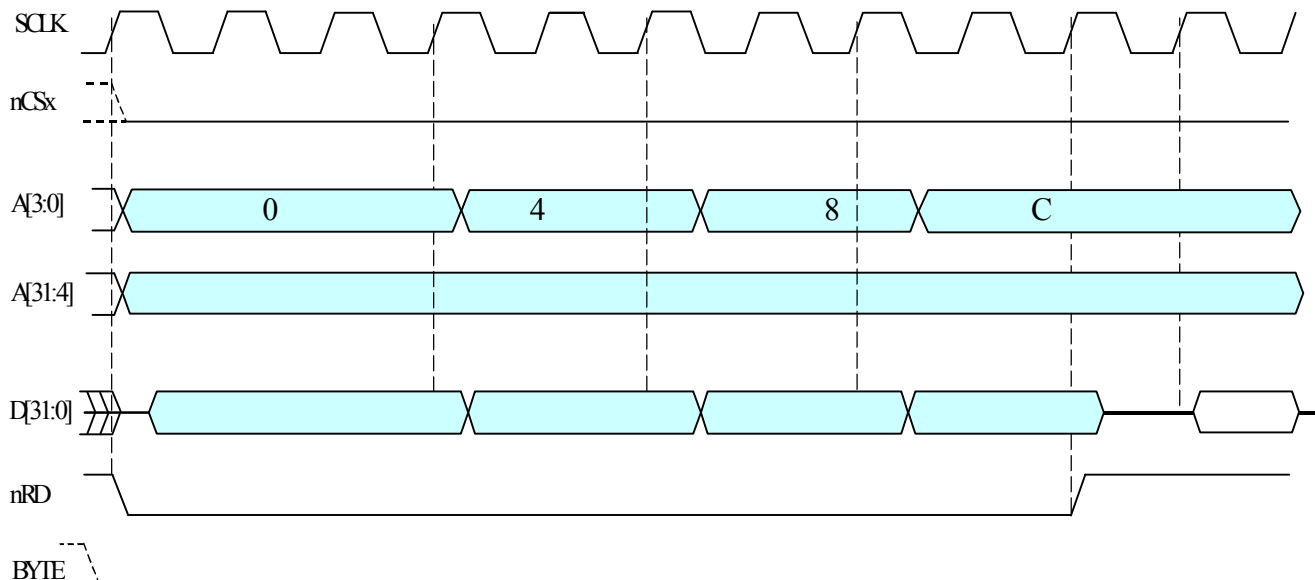 SCLK
nCSx
A[3:0] 0 4 8 C
A[31:4]
D[31:0]
nRD
BYTE